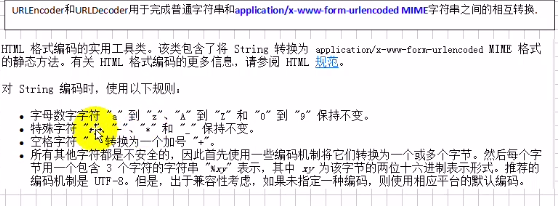 URLEncoder和URLDecoder用于完成普通字符串和application/x-www-form-urlencoded MIME字符串之间的相互转换.
HTML 格式编码的实用工具类。该类包含了将 String 转换为 application/x-www-form-urlencoded MIME 格式
的静态方法。有关 HTML 格式编码的更多信息，请参阅 HTML 规范。
对 String 编码时，使用以下规则：
字母数字字符 "a" 到 "z"、"A" 到 "Z" 和 "0" 到 "9" 保持不变。
特殊字符 "-"、"*" 和 "_" 保持不变。
空格字符 " 转换为一个加号 "+"。
所有其他字符都是不安全的，因此首先使用一些编码机制将它们转换为一个或多个字节。然后每个字
节用一个包含 3 个字符的字符串 "%xy" 表示，其中 xy 为该字节的两位十六进制表示形式。推荐的
编码机制是 UTF-8。但是，出于兼容性考虑，如果未指定一种编码，则使用相应平台的默认编码。